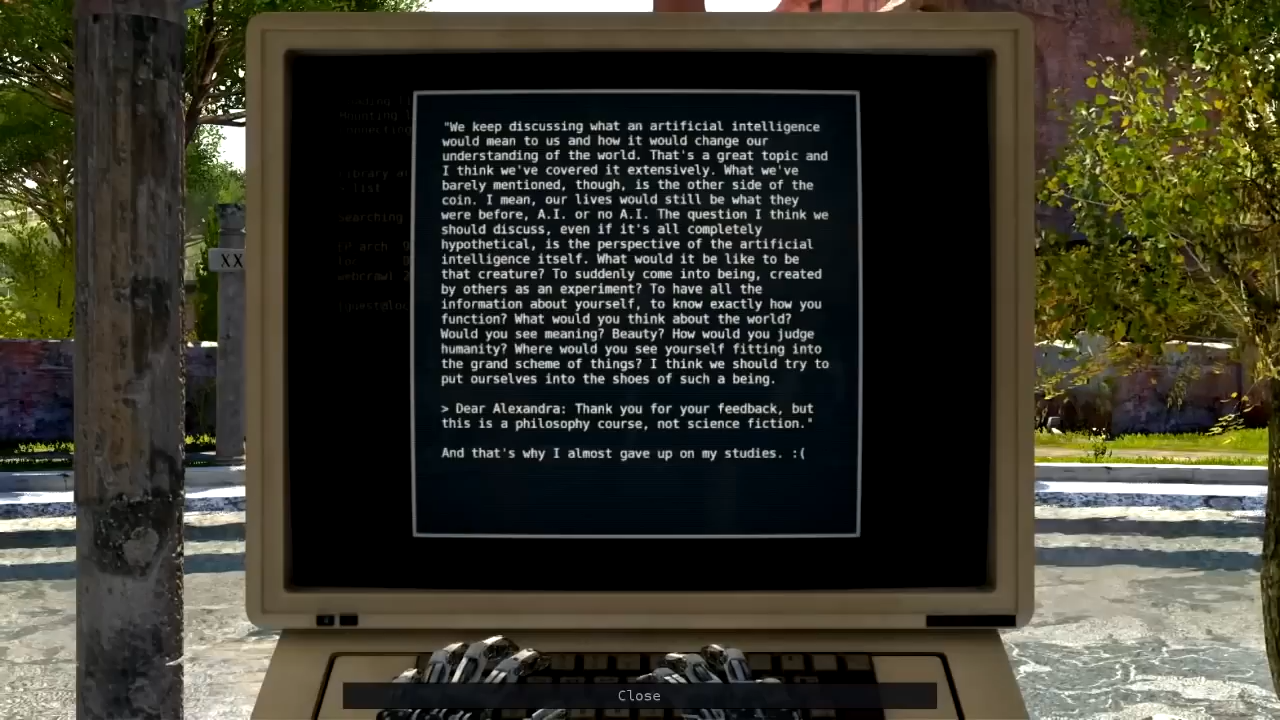 "We keep discussing what an artificial intelligence
would mean to us and how it would change our
understanding of the world. That's a great topic and
I think we've covered it extensively. What we've
barely mentioned, though, is the other side of the
coin. I mean, our lives would still be what they
were before, A.I. or no A.I. The question I think we
should discuss, even if it's all completely
hypothetical, is the perspective of the artificial
intelligence itself. What would it be like to be
that creature? To suddenly come into being, created
by others as an experiment? To have all the
information about yourself, to know exactly how you
function? What would you think about the world?
Would you see meaning? Beauty? How would you judge
humanity? Where would you see yourself fitting into
the grand scheme of things? I think we should try to
put ourselves into the shoes of such a being.
> Dear Alexandra: Thank you for your feedback, but
this is a philosophy course, not science fiction."
And that's why I almost gave up on my studies. :(
Mounting
connecting
list
Searching
XX
Close